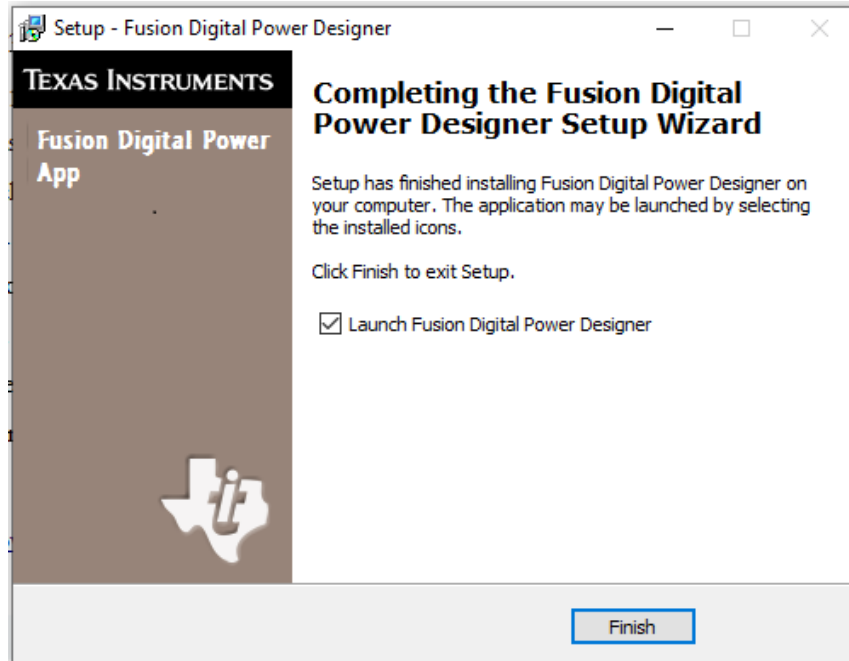 Setup - Fusion Digital Power Designer
TEXAS INSTRUMENTS
Fusion Digital Power
App
Completing the Fusion Digital
Power Designer Setup Wizard
Setup has finished installing Fusion Digital Power Designer on
your computer. The application may be launched by selecting
the installed icons.
Click Finish to exit Setup.
Launch Fusion Digital Power Designer
ti
Finish